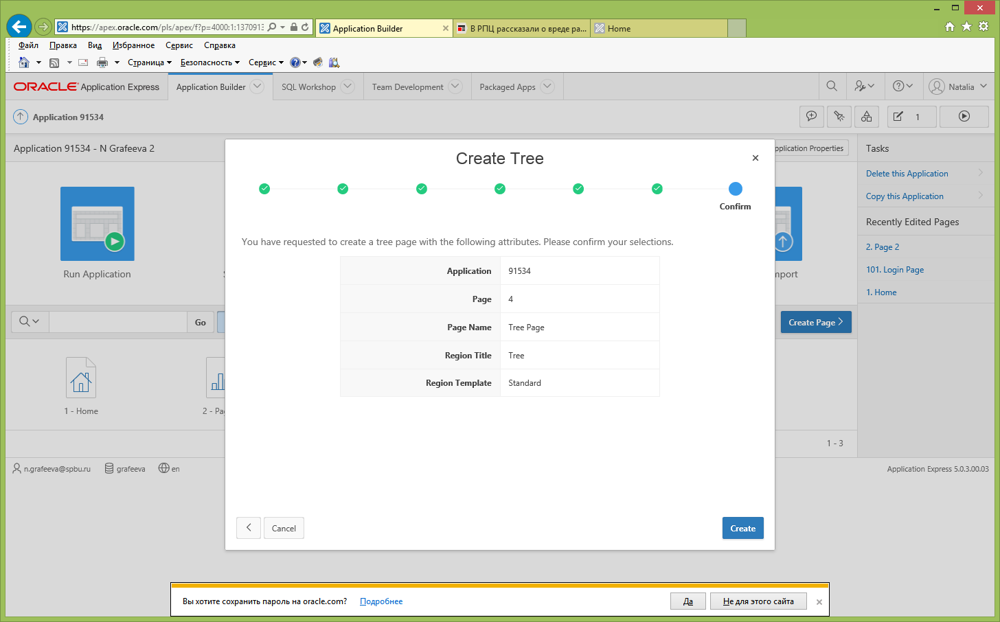 https://apex.oracle.com/pls/apex/f?p=4000:1:1370913
Application Builder
В РПЦ рассказали о вреде ра...
Home
Файл Правка Вид Избранное Сервис Справка
Страница Безопасность Сервис
ORACLE Application Express
Application Builder
SQL Workshop
Team Development
Packaged Apps
Natalia
Application 91534
1
Application 91534 - N Grafeeva 2
pplication Properties
Tasks
Delete this Application
Copy this Application
Recently Edited Pages
2. Page 2
101. Login Page
1. Home
Run Application
mport
Go
Create Page
1 - Home
2 - Pa
1 - 3
Create Tree
Confirm
You have requested to create a tree page with the following attributes. Please confirm your selections.
Application 91534
Page 4
Page Name Tree Page
Region Title Tree
Region Template Standard
Cancel
Create
n.grafeeva@spbu.ru grafeeva en
Application Express 5.0.3.00.03
Вы хотите сохранить пароль на oracle.com? Подробнее Да Не для этого сайта